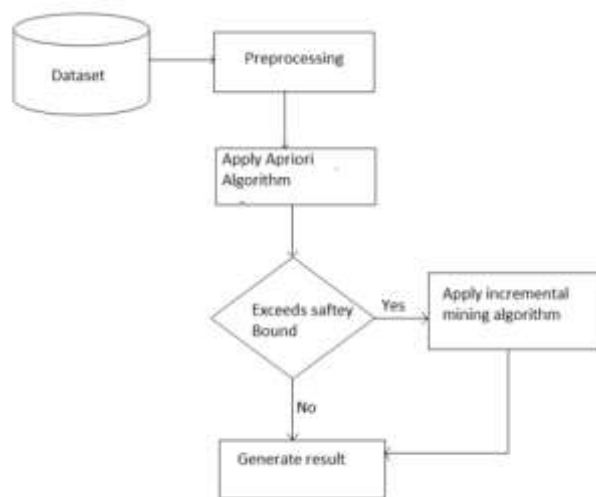 Dataset
Preprocessing
Apply Apriori
Algorithm
Exceeds saftey
Bound
Yes
Apply incremental
mining algorithm
No
Generate result